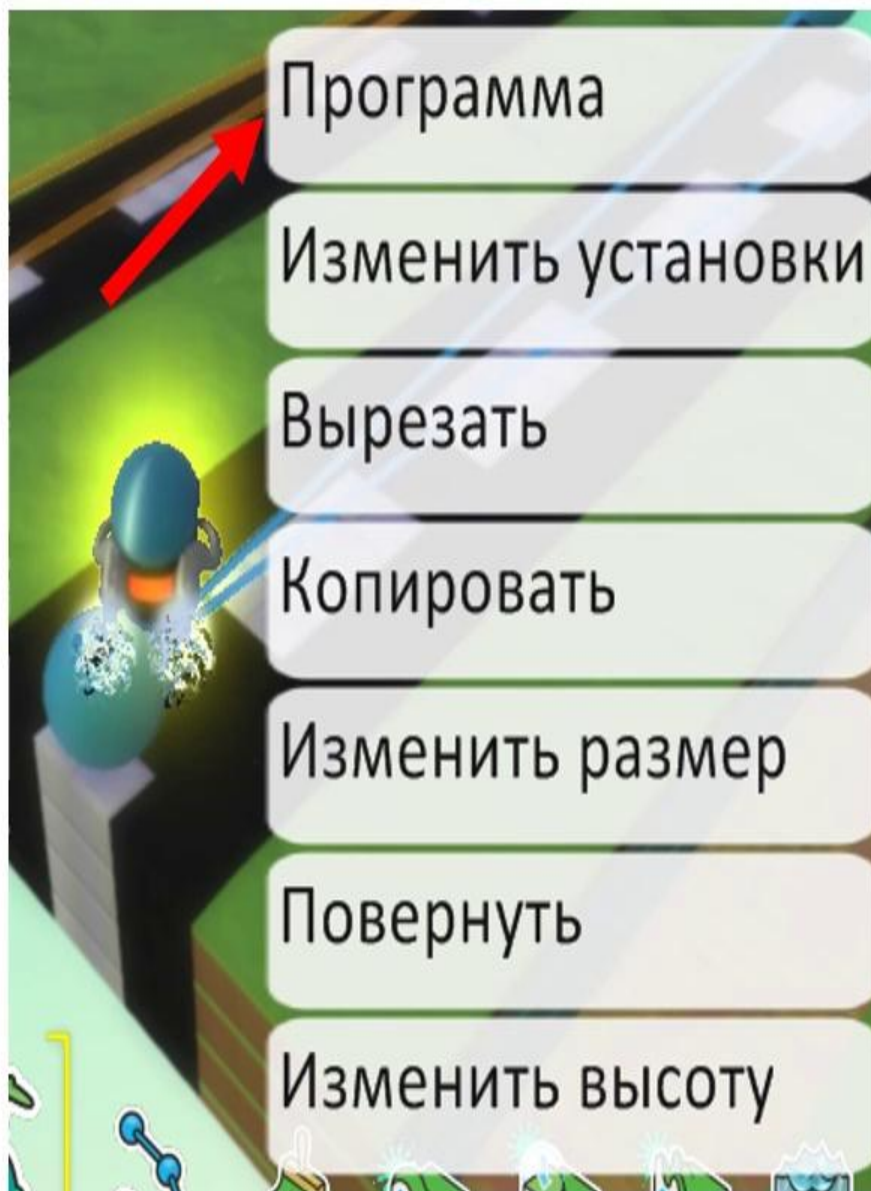 Программа
Изменить установки
Вырезать
Копировать
Изменить размер
Повернуть
Изменить высоту